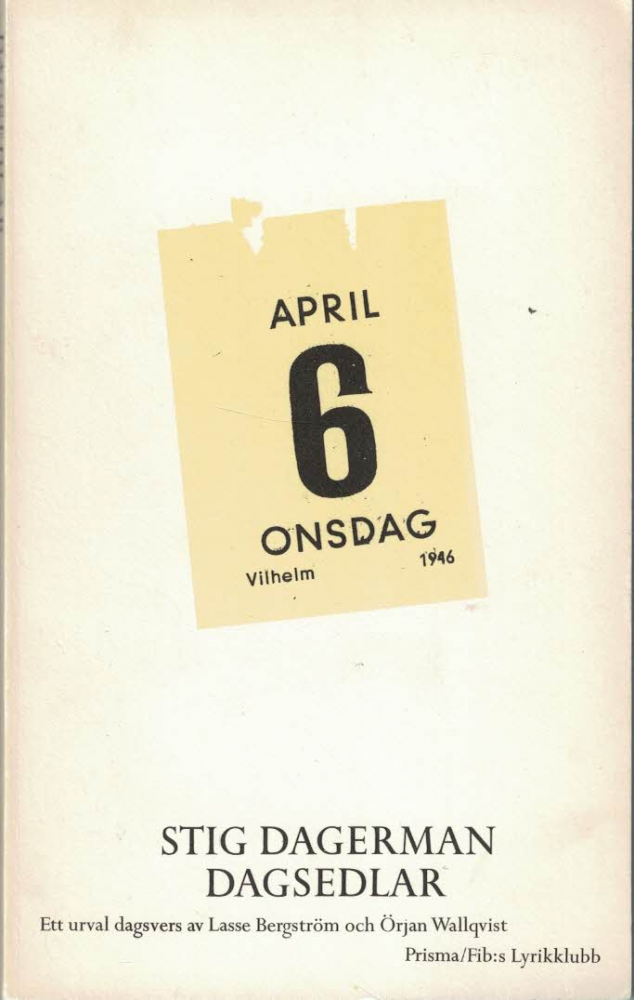 APRIL
6
ONSDAG
Vilhelm 1946
STIG DAGERMAN
DAGSEDLAR
Ett urval dagsvers av Lasse Bergström och Örjan Wallqvist
Prisma/Fib:s Lyrikklubb